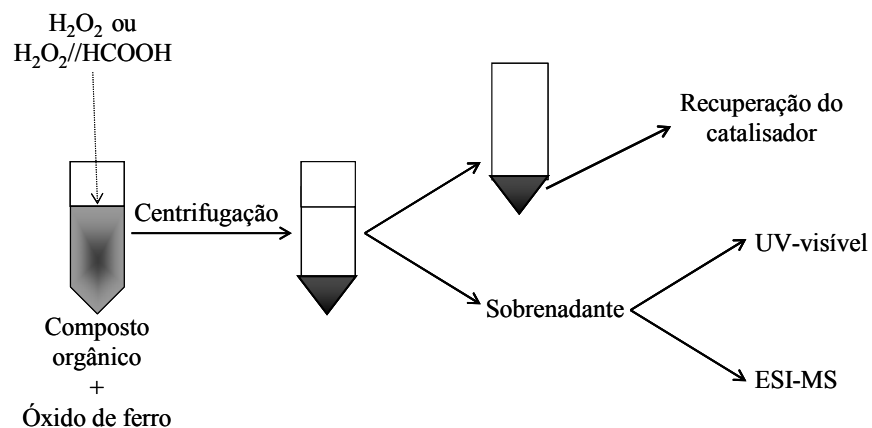 H₂O₂ ou
H₂O₂//HCOOH
Centrifugação
Composto
orgânico
+
Óxido de ferro
Recuperação do
catalisador
Sobrenadante
UV-visível
ESI-MS